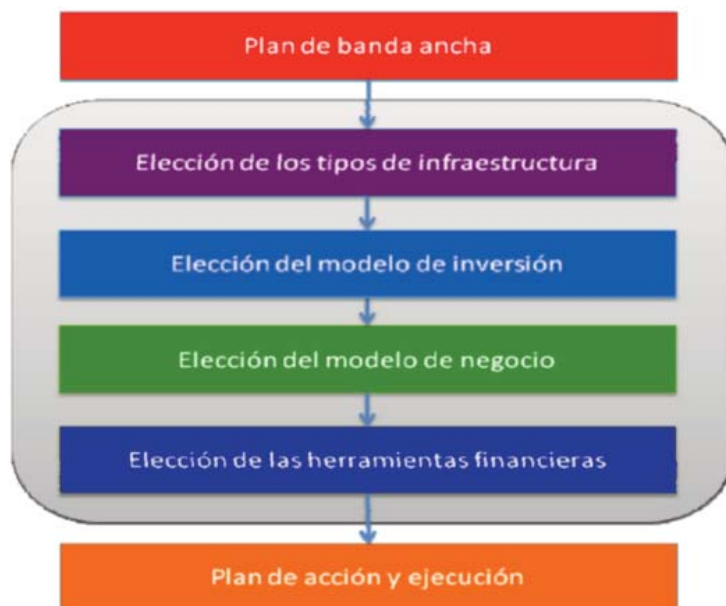 Plan de banda ancha
Elección de los tipos de infraestructura
Elección del modelo de inversión
Elección del modelo de negocio
Elección de las herramientas financieras
Plan de acción y ejecución